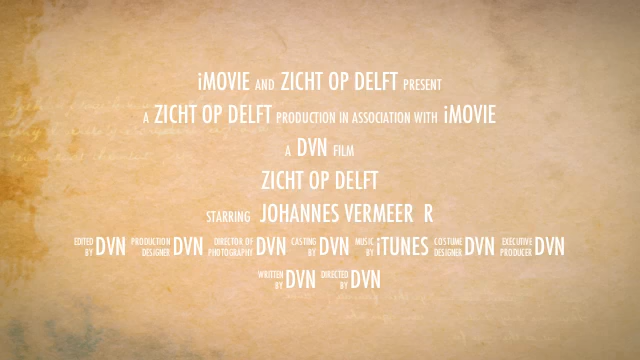 iMOVIE AND ZICHT OP DELFT PRESENT
A ZICHT OP DELFT PRODUCTION IN ASSOCIATION WITH iMOVIE
A DVN FILM
ZICHT OP DELFT
STARRING JOHANNES VERMEER R
EDITED BY DVN PRODUCTION DESIGNER DVN DIRECTOR OF PHOTOGRAPHY DVN CASTING BY DVN MUSIC BY iTUNES COSTUME DESIGNER DVN EXECUTIVE PRODUCER DVN
WRITTEN BY DVN DIRECTED BY DVN